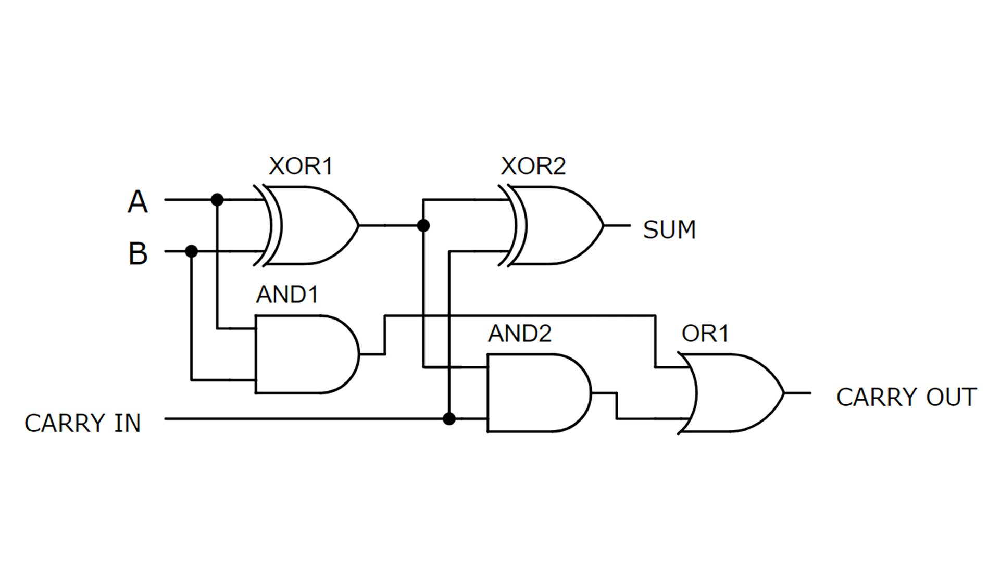 XOR1
XOR2
A
SUM
B
AND1
AND2
OR1
CARRY OUT
CARRY IN